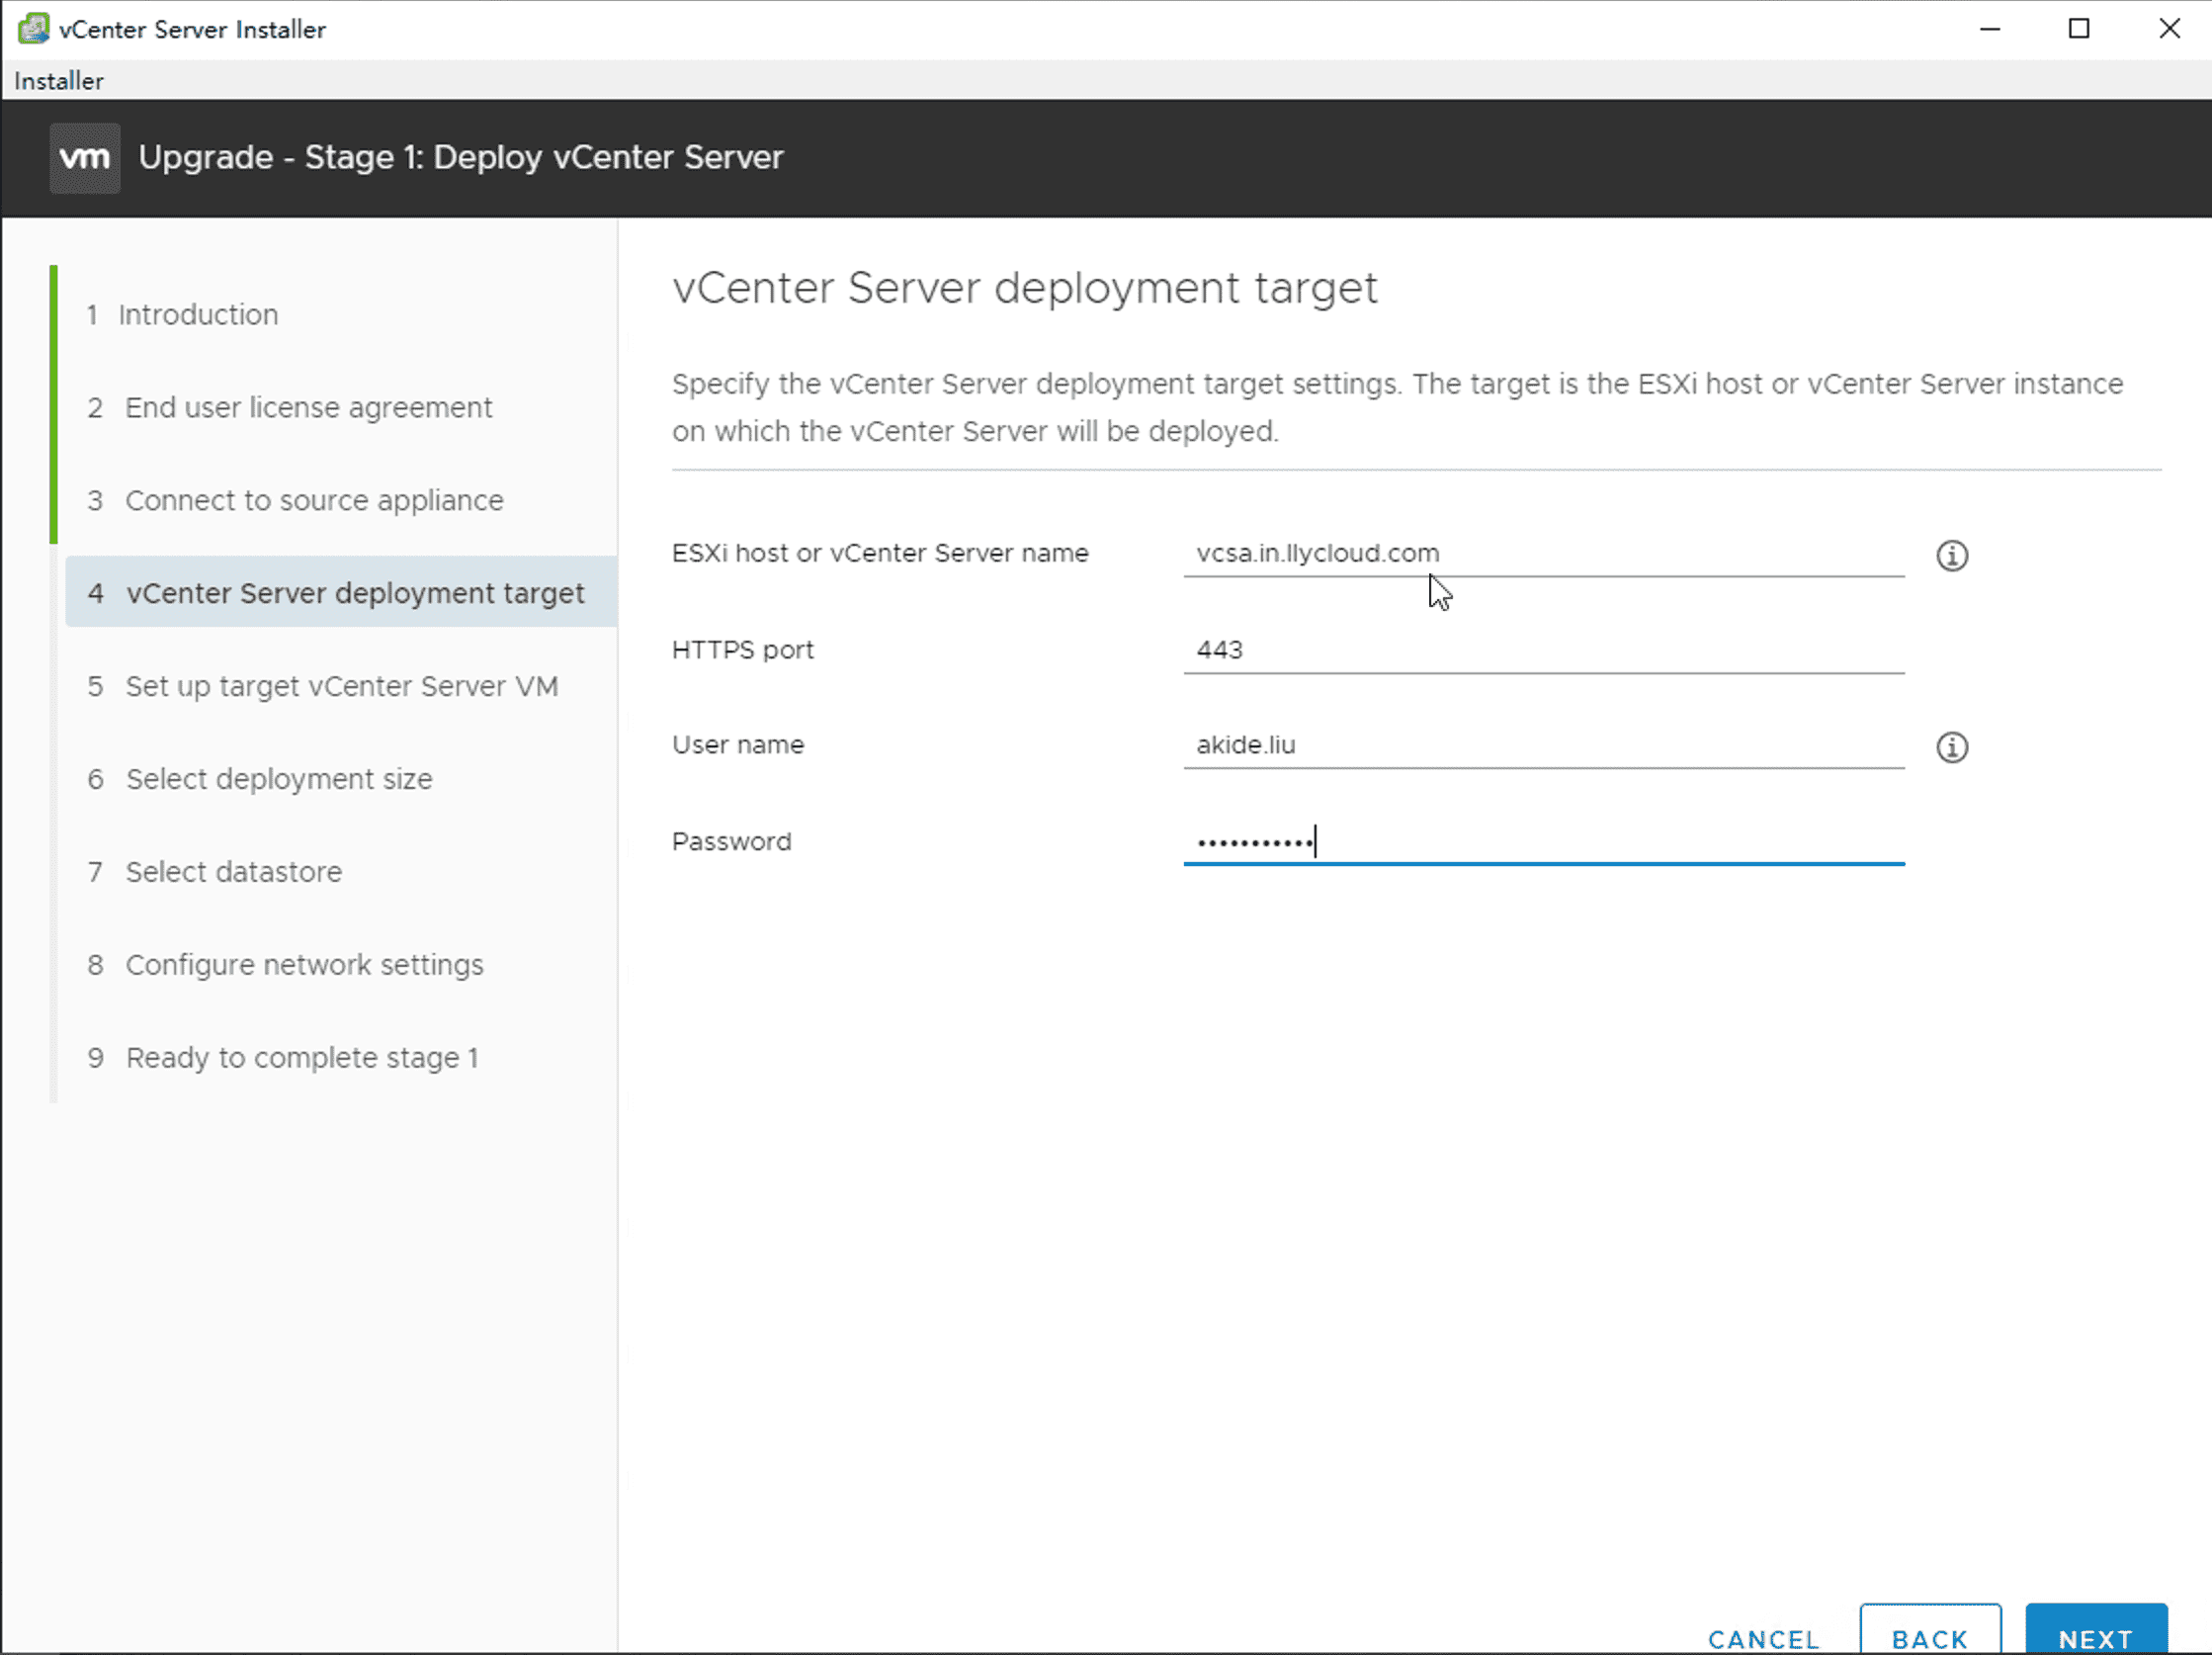 vCenter Server Installer
Installer
vm Upgrade - Stage 1: Deploy vCenter Server
1 Introduction
2 End user license agreement
3 Connect to source appliance
4 vCenter Server deployment target
5 Set up target vCenter Server VM
6 Select deployment size
7 Select datastore
8 Configure network settings
9 Ready to complete stage 1
vCenter Server deployment target
Specify the vCenter Server deployment target settings. The target is the ESXi host or vCenter Server instance
on which the vCenter Server will be deployed.
ESXi host or vCenter Server name vcsa.in.llycloud.com
HTTPS port 443
User name akide.liu
Password •••••••••••
CANCEL BACK NEXT